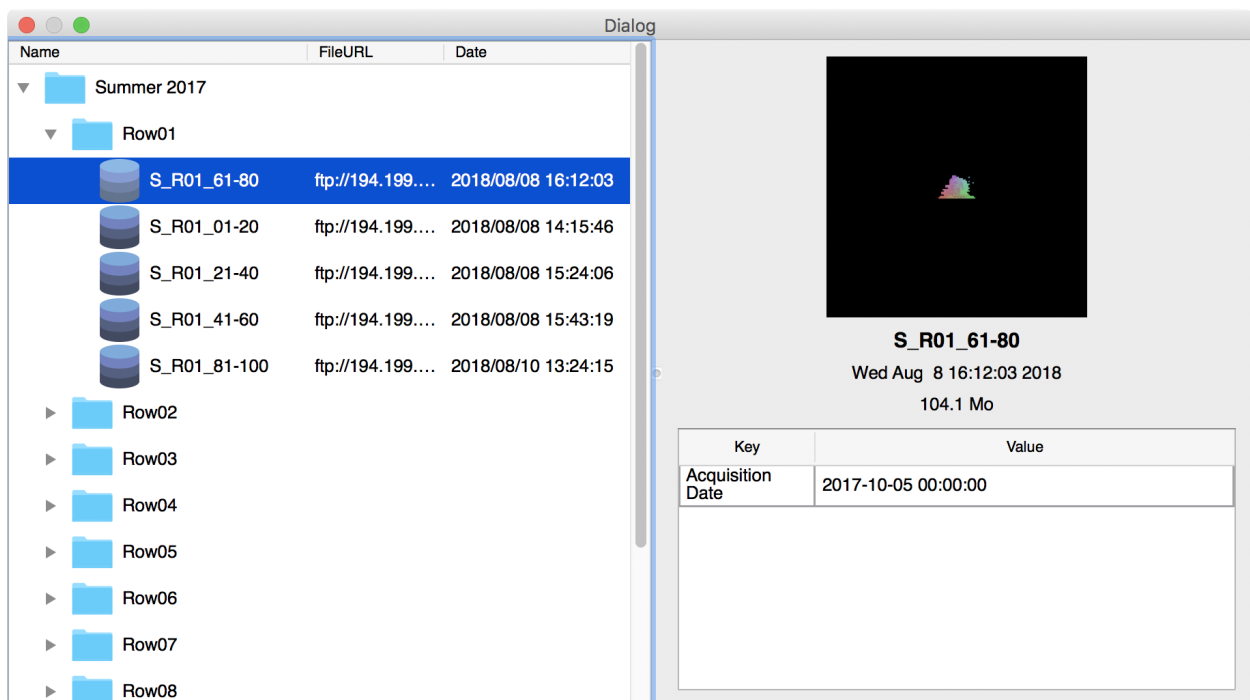 Dialog
Name FileURL Date
Summer 2017
Row01
S_R01_61-80 ftp://194.199.... 2018/08/08 16:12:03
S_R01_01-20 ftp://194.199.... 2018/08/08 14:15:46
S_R01_21-40 ftp://194.199.... 2018/08/08 15:24:06
S_R01_41-60 ftp://194.199.... 2018/08/08 15:43:19
S_R01_81-100 ftp://194.199.... 2018/08/10 13:24:15
Row02
Row03
Row04
Row05
Row06
Row07
Row08
S_R01_61-80
Wed Aug  8 16:12:03 2018
104.1 Mo
Key Value
Acquisition
Date
2017-10-05 00:00:00